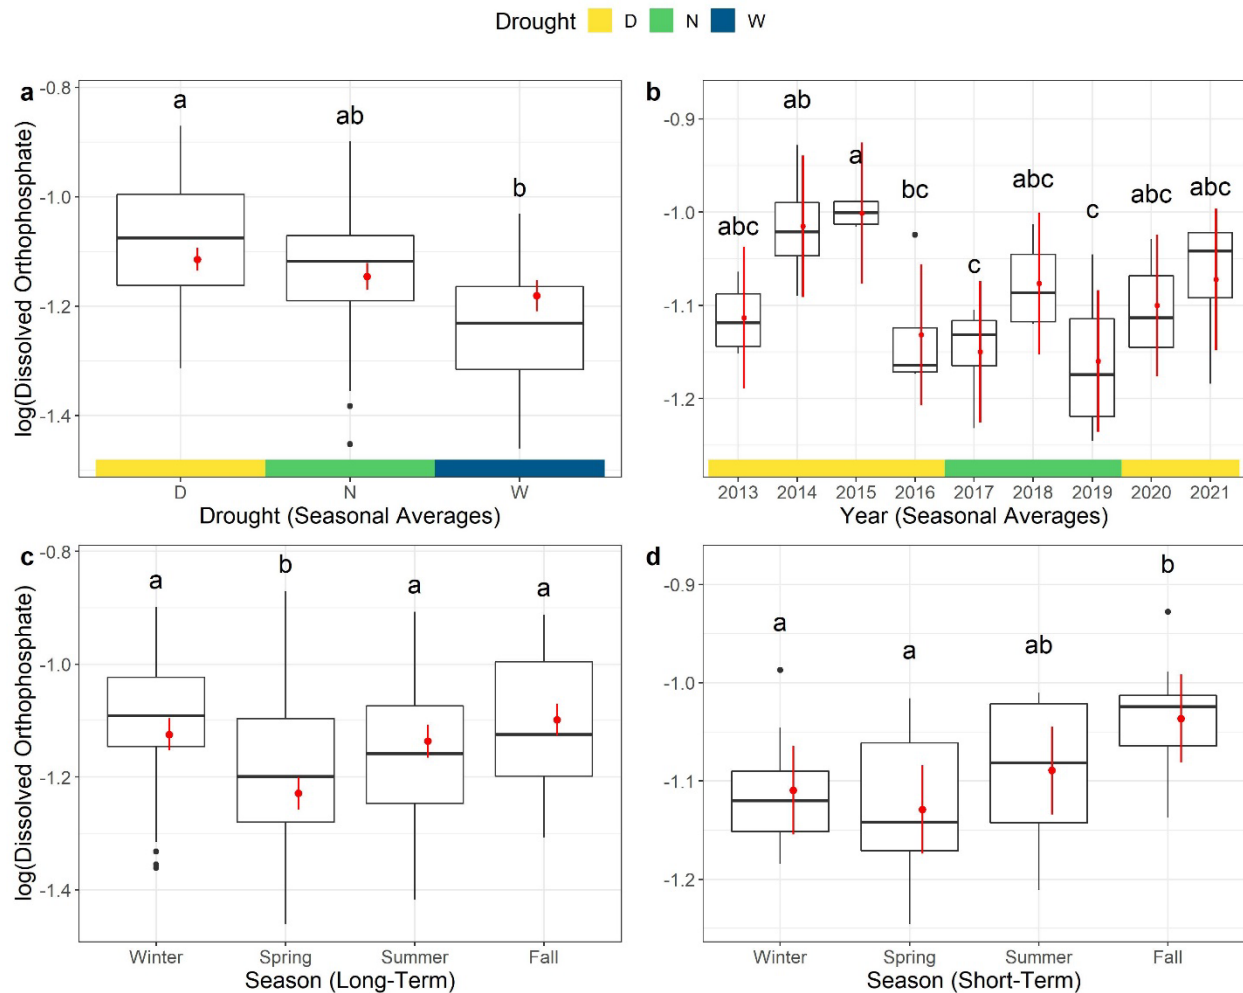 Drought D N W
a
-0.8
-1.0
-1.2
-1.4
log(Dissolved Orthophosphate)
a ab b
D N W
Drought (Seasonal Averages)
b
-0.9
-1.0
-1.1
-1.2
abc ab a bc c abc c abc abc
2013 2014 2015 2016 2017 2018 2019 2020 2021
Year (Seasonal Averages)
c
-0.8
-1.0
-1.2
-1.4
log(Dissolved Orthophosphate)
a b a a
Winter Spring Summer Fall
Season (Long-Term)
d
-0.9
-1.0
-1.1
-1.2
a a ab b
Winter Spring Summer Fall
Season (Short-Term)